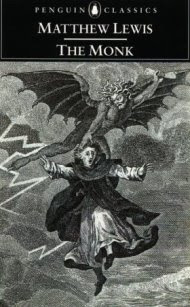 PENGUIN CLASSICS
MATTHEW LEWIS
THE MONK